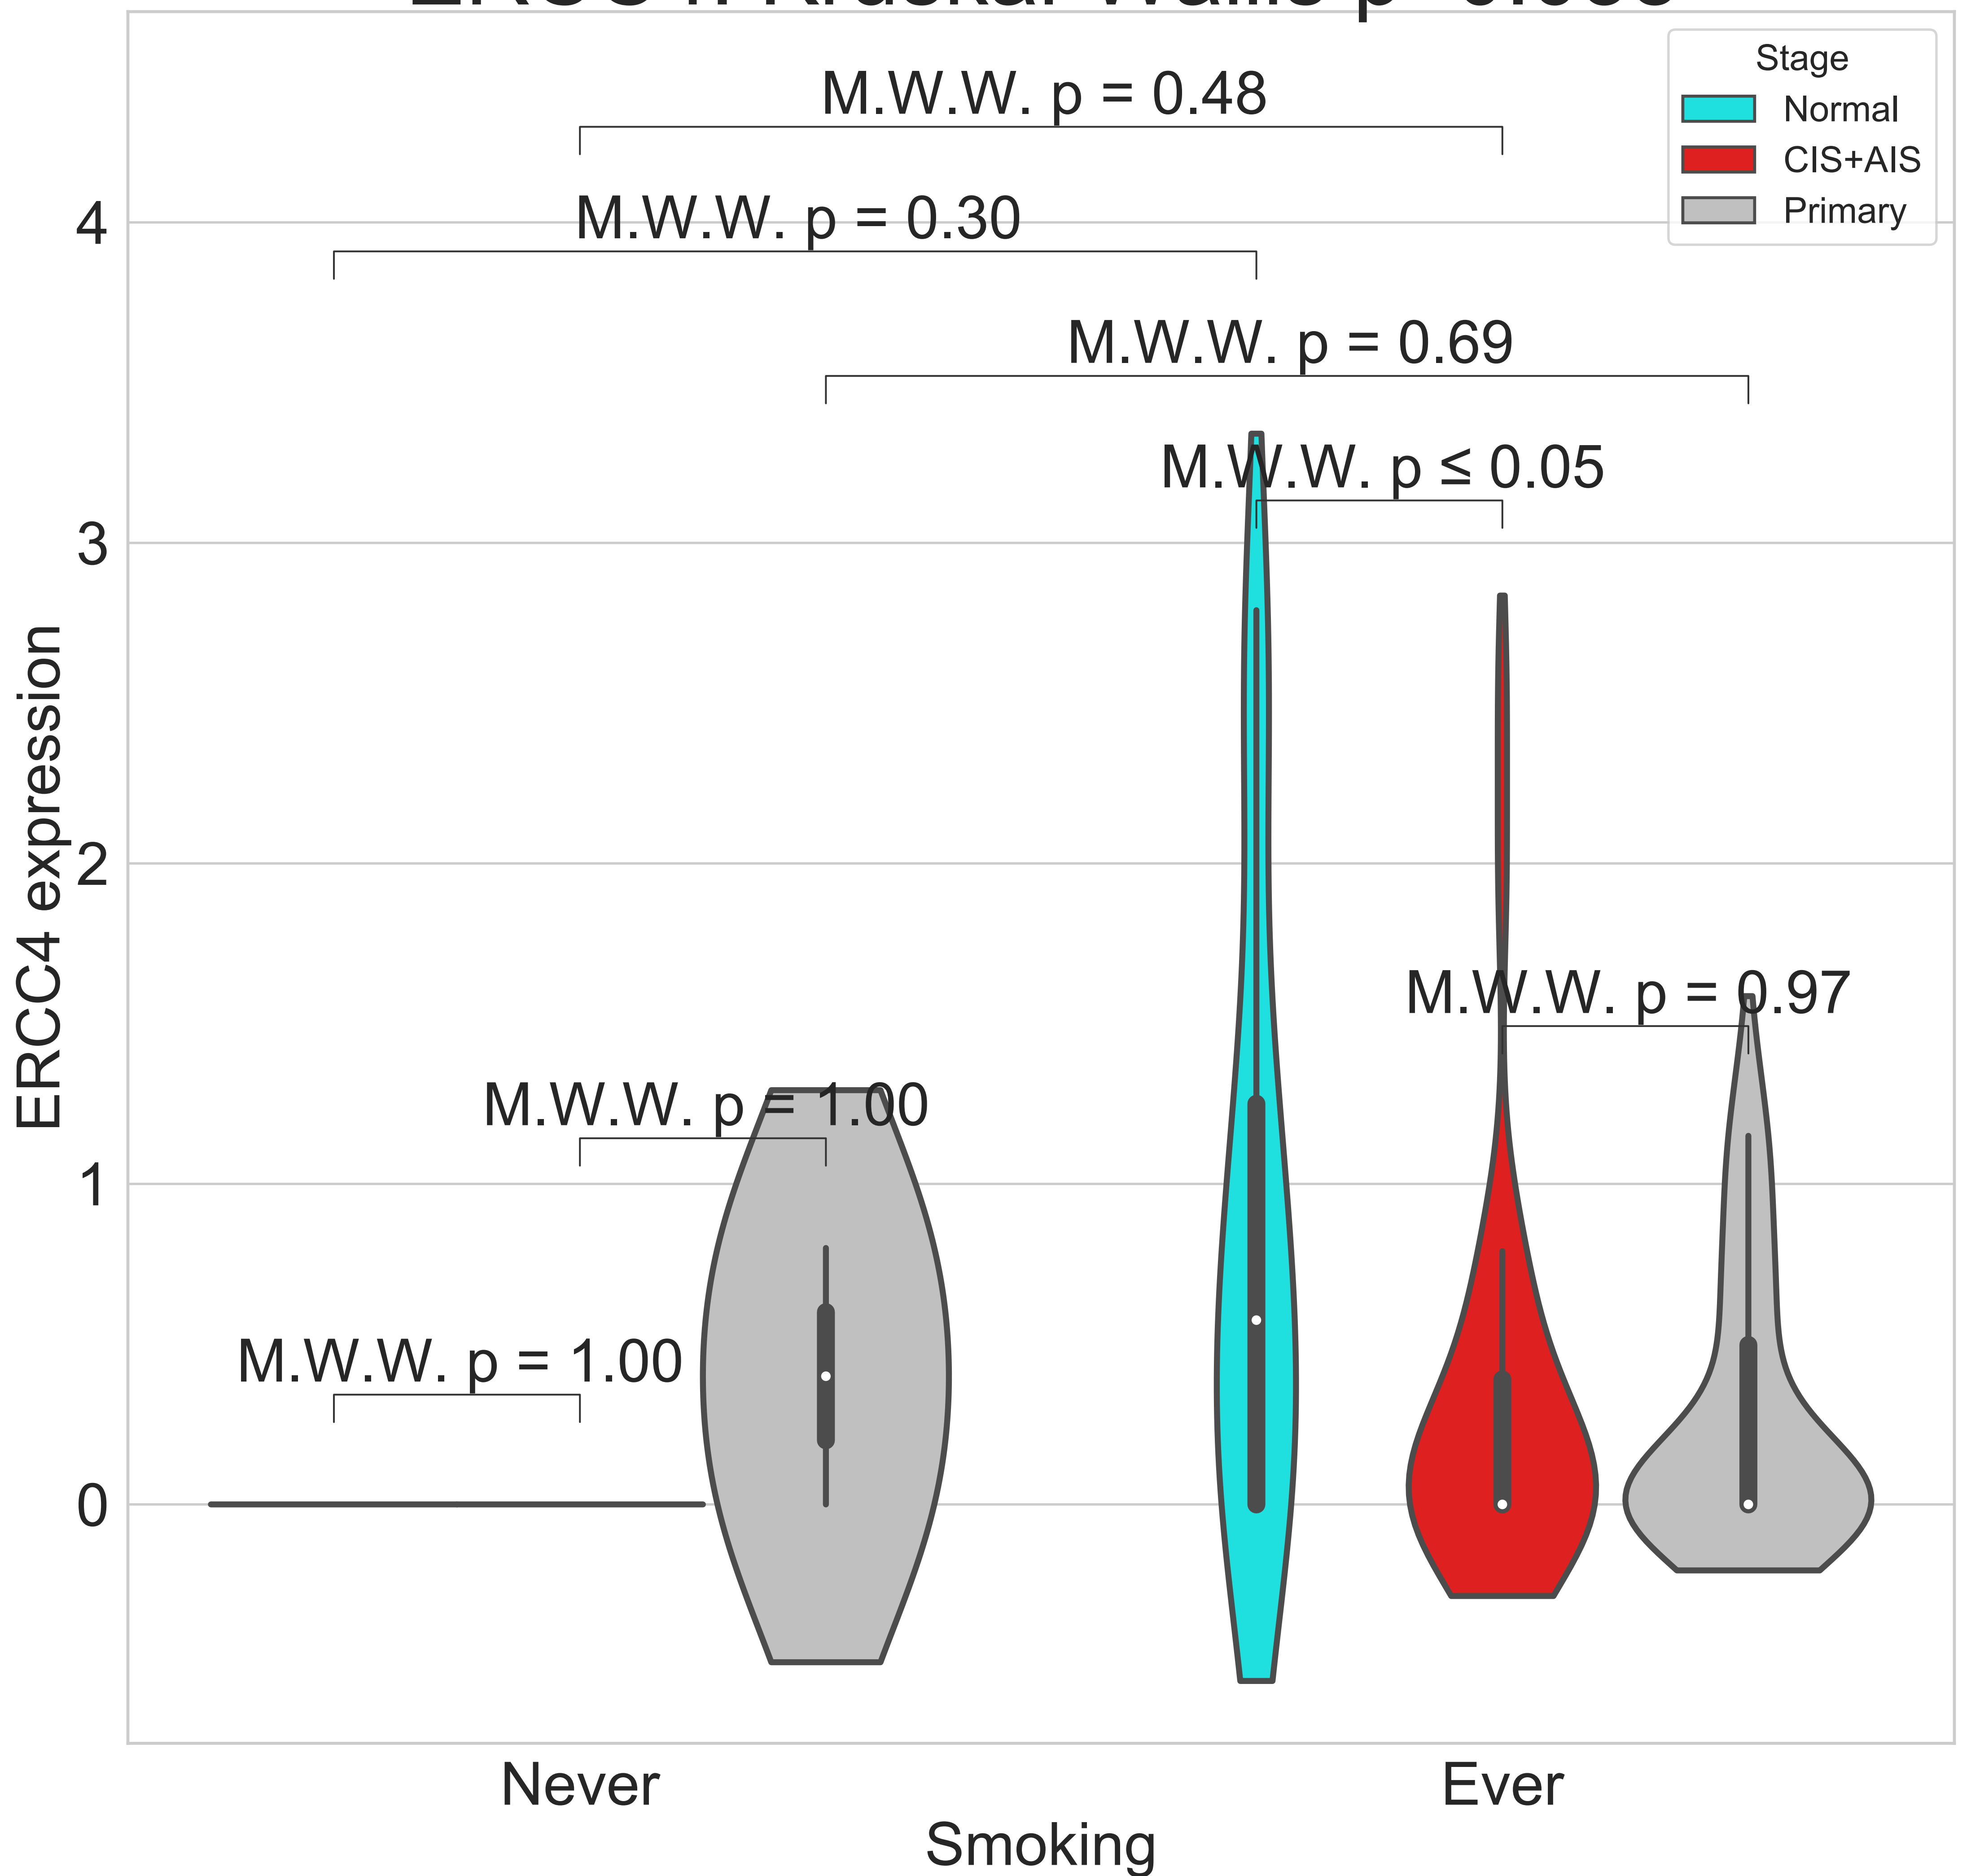 Stage
Normal
CIS+AIS
Primary
M.W.W. p = 0.48
M.W.W. p = 0.30
M.W.W. p = 0.69
M.W.W. p ≤ 0.05
M.W.W. p = 0.97
M.W.W. p = 1.00
M.W.W. p = 1.00
4
3
2
1
0
ERCC4 expression
Never
Ever
Smoking